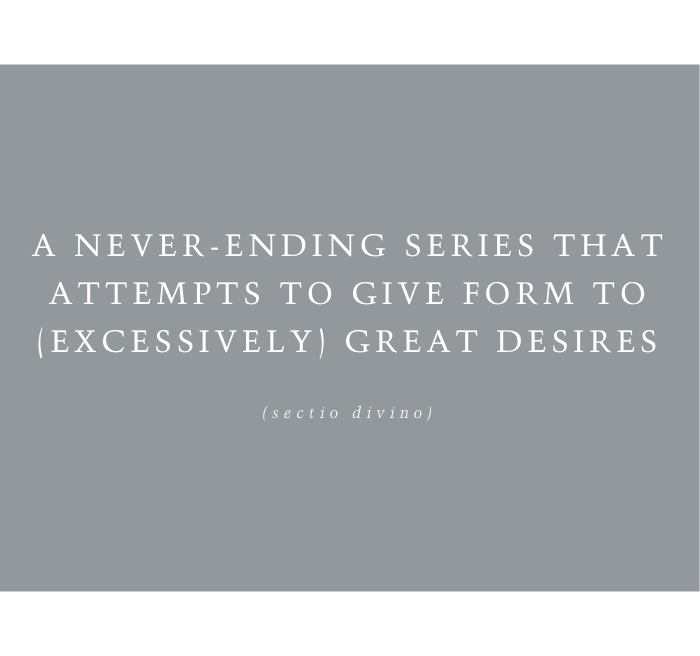 A NEVER-ENDING SERIES THAT
ATTEMPTS TO GIVE FORM TO
(EXCESSIVELY) GREAT DESIRES
(sectio divino)